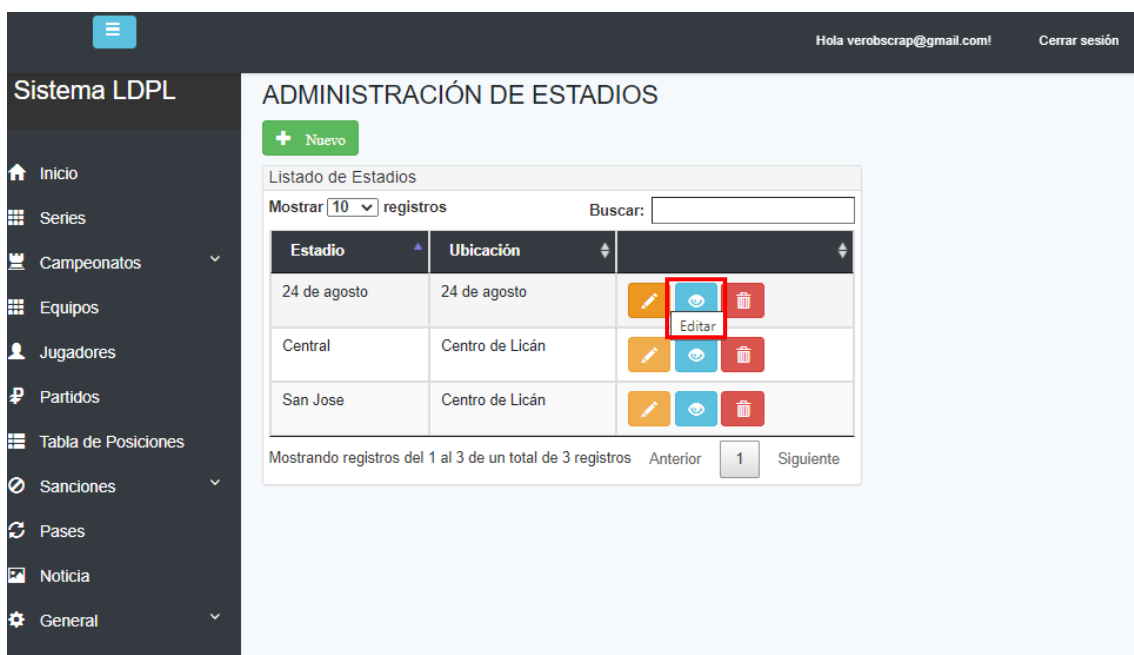 Hola verobscrap@gmail.com! Cerrar sesión
Sistema LDPL
Inicio
Series
Campeonatos
Equipos
Jugadores
Partidos
Tabla de Posiciones
Sanciones
Pases
Noticia
General
ADMINISTRACIÓN DE ESTADIOS
Nuevo
Listado de Estadios
Mostrar 10 registros Buscar:
Estadio Ubicación
24 de agosto 24 de agosto
Editar
Central Centro de Licán
San Jose Centro de Licán
Mostrando registros del 1 al 3 de un total de 3 registros Anterior 1 Siguiente